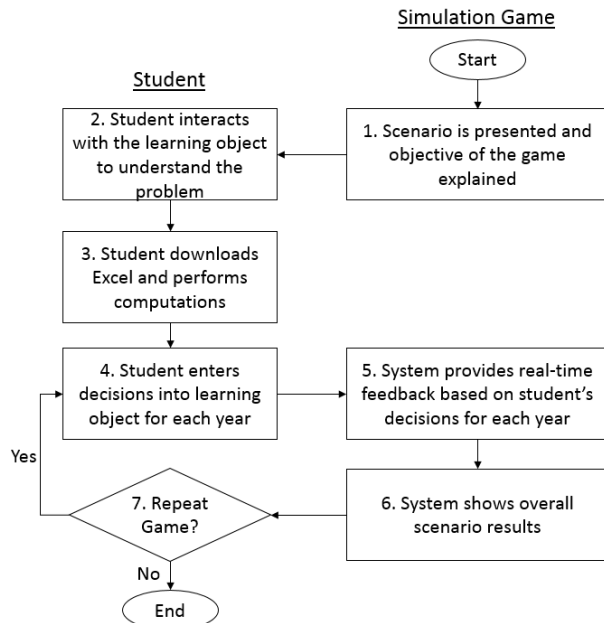 Simulation Game
Start
Student
2. Student interacts
with the learning object
to understand the
problem
1. Scenario is presented and
objective of the game
explained
3. Student downloads
Excel and performs
computations
4. Student enters
decisions into learning
object for each year
5. System provides real-time
feedback based on student’s
decisions for each year
Yes
7. Repeat
Game?
6. System shows overall
scenario results
No
End